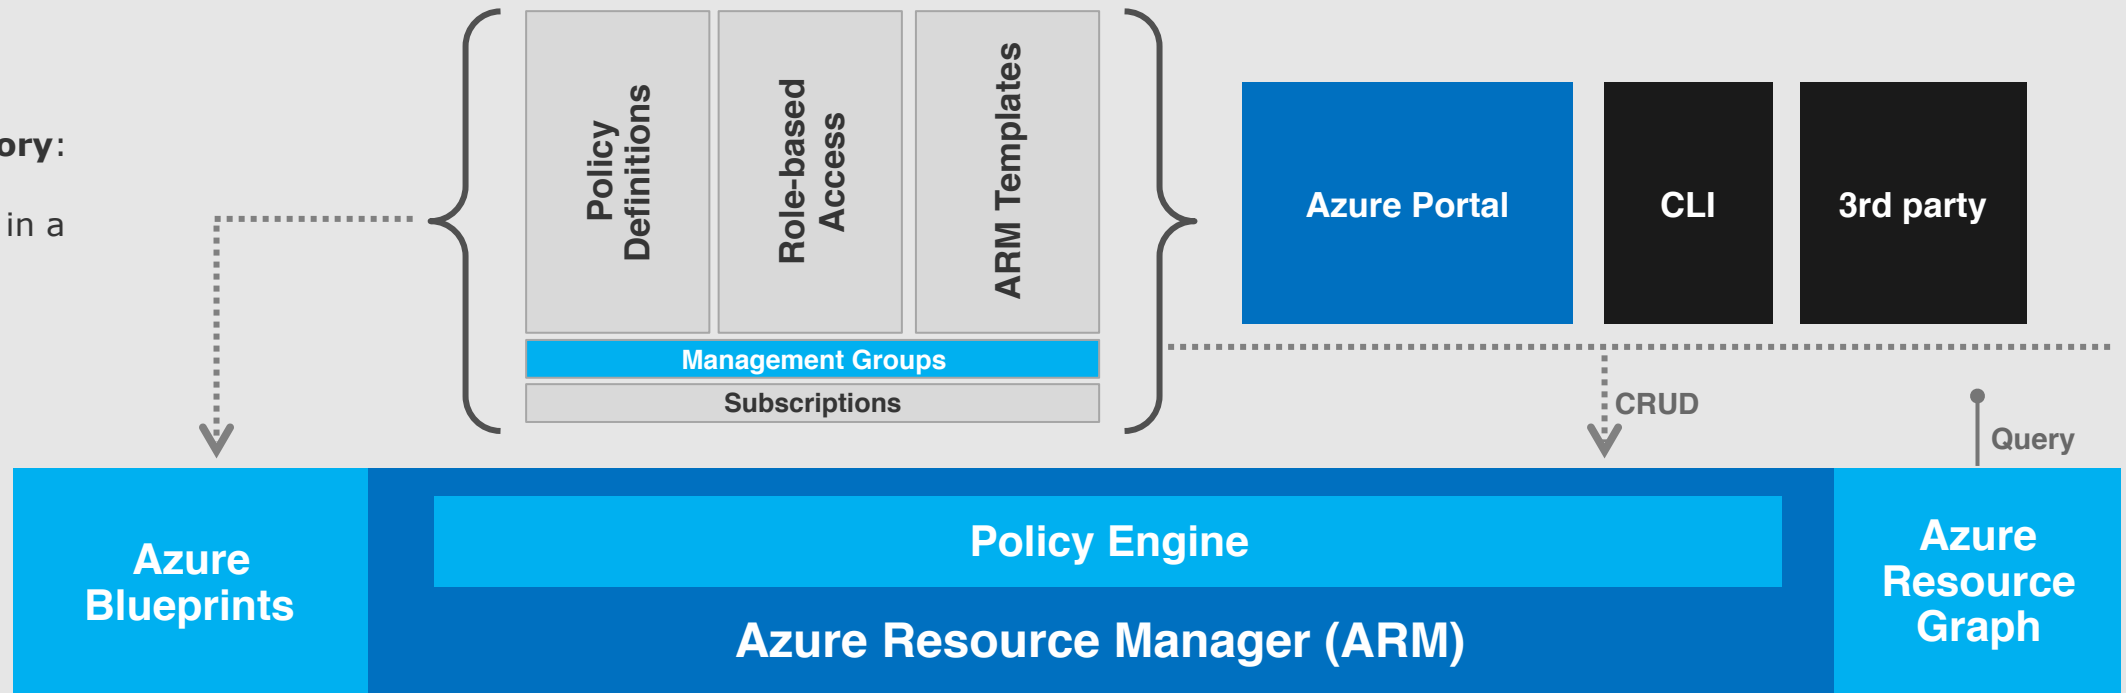 ory:
in a
Policy
Definitions
Role-based
Access
ARM Templates
Management Groups
Subscriptions
Azure Portal
CLI
3rd party
CRUD
Query
Azure
Blueprints
Policy Engine
Azure Resource Manager (ARM)
Azure
Resource
Graph